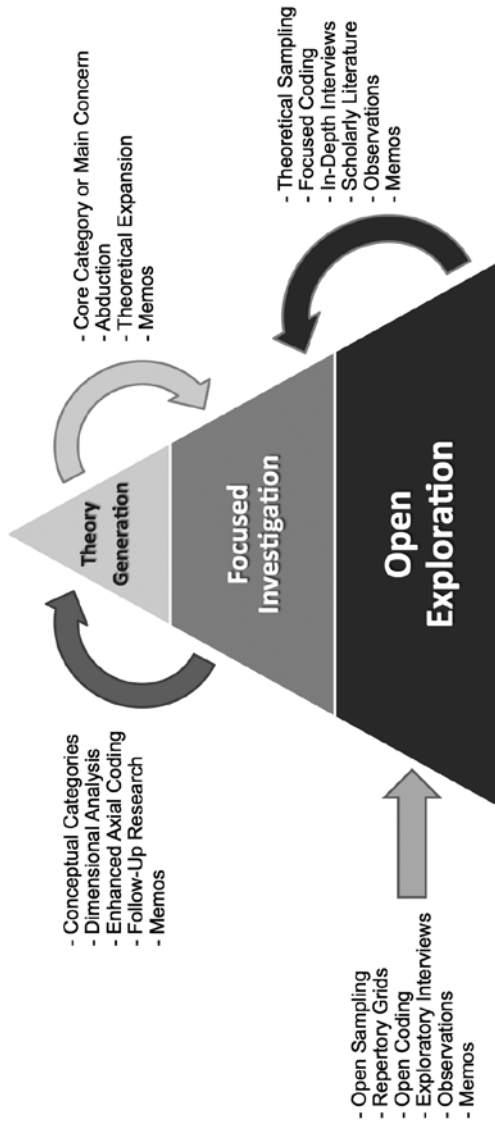 - Core Category or Main Concern
- Abduction
- Theoretical Expansion
- Memos
- Theoretical Sampling
- Focused Coding
- In-Depth Interviews
- Scholarly Literature
- Observations
- Memos
Theory
Generation
Focused
Investigation
Open
Exploration
- Conceptual Categories
- Dimensional Analysis
- Enhanced Axial Coding
- Follow-Up Research
- Memos
- Open Sampling
- Repertory Grids
- Open Coding
- Exploratory Interviews
- Observations
- Memos